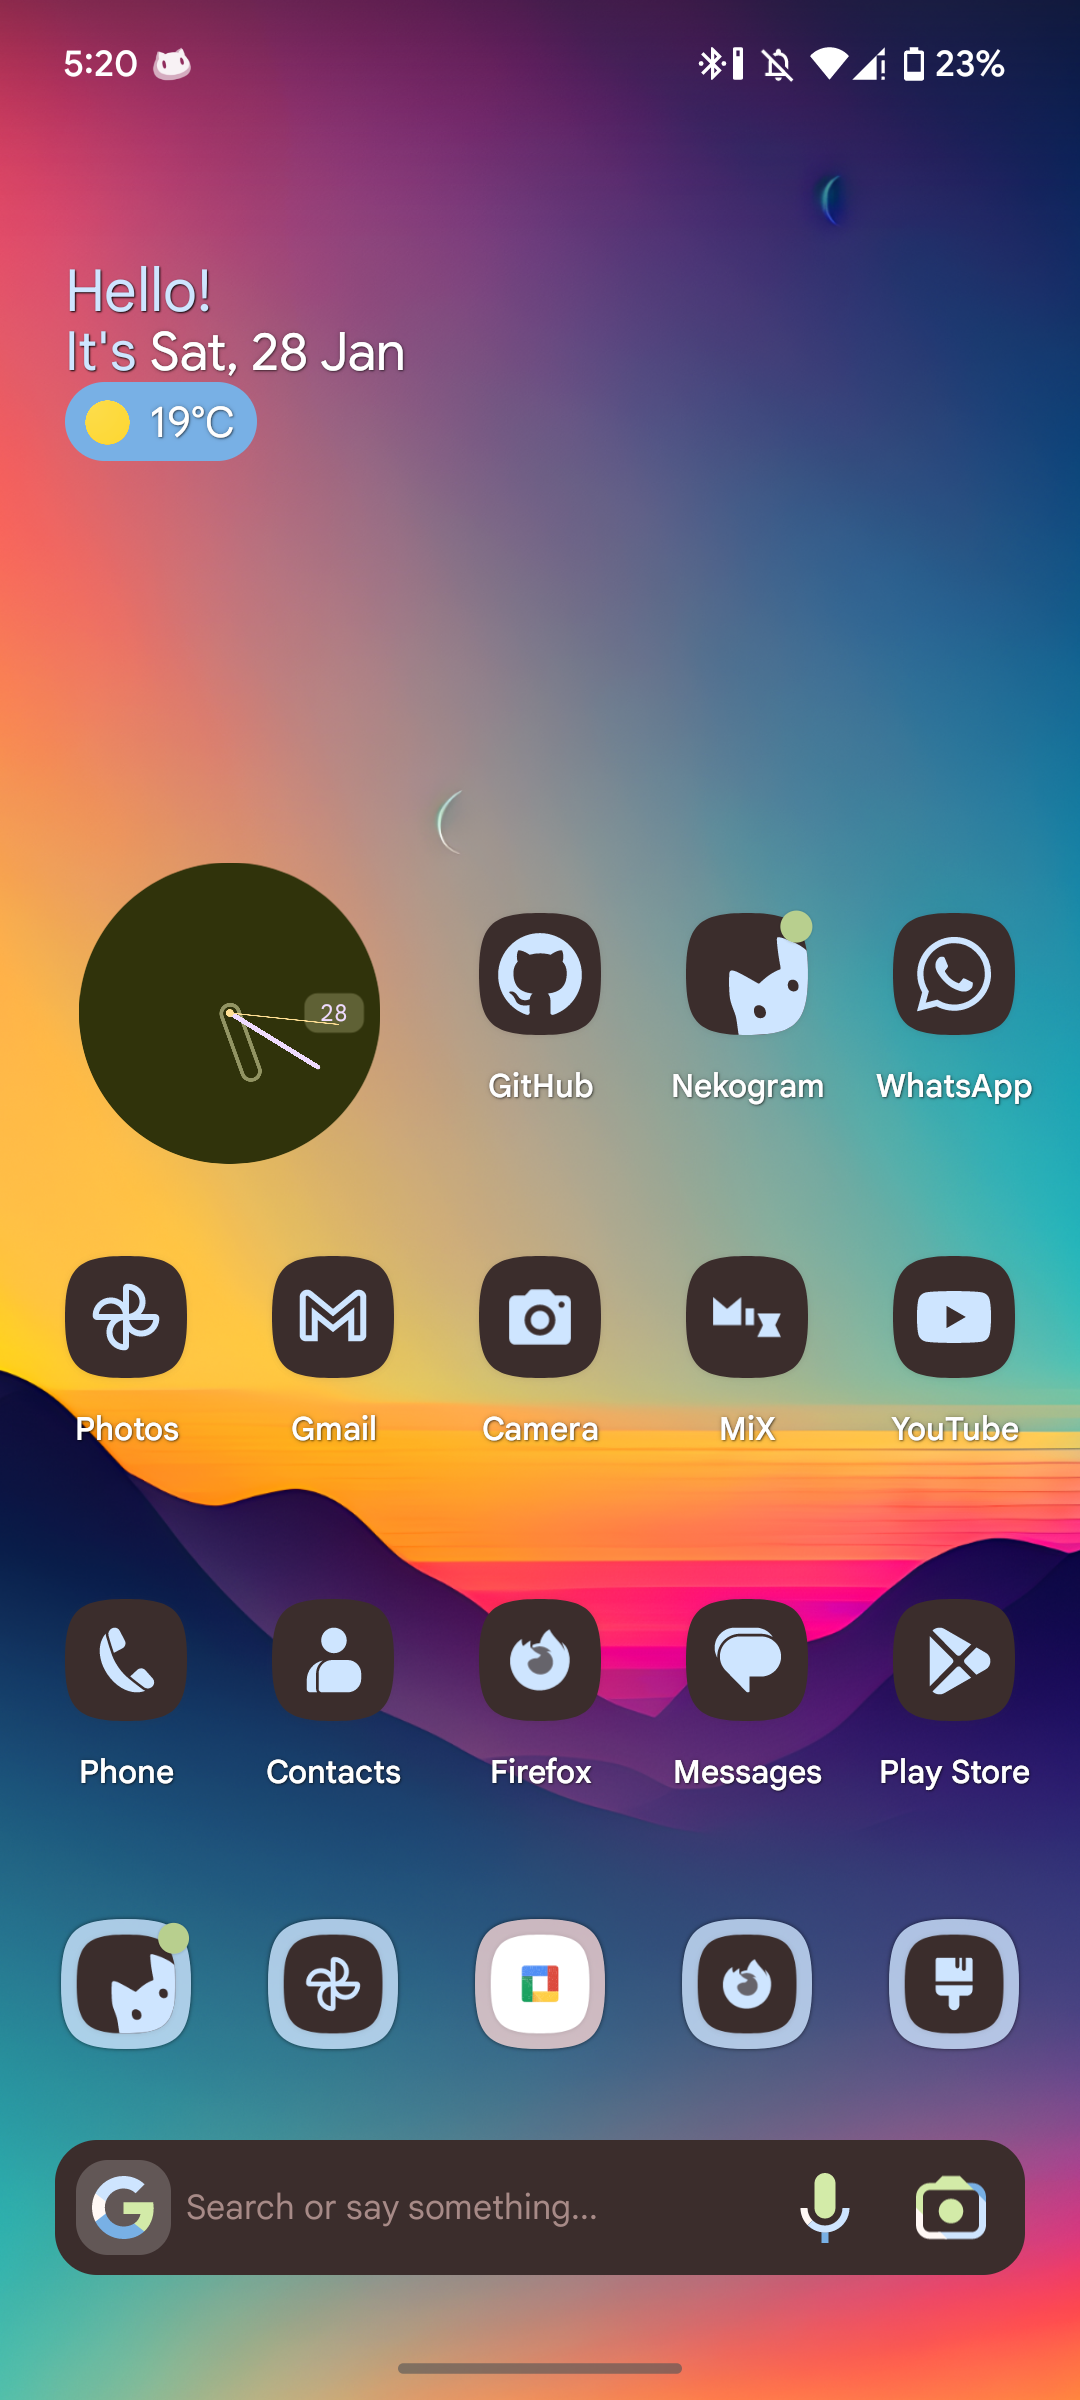 5:20 23%
Hello!
It's Sat, 28 Jan
19°C
28
GitHub Nekogram WhatsApp
Photos Gmail Camera MiX YouTube
Phone Contacts Firefox Messages Play Store
Search or say something...